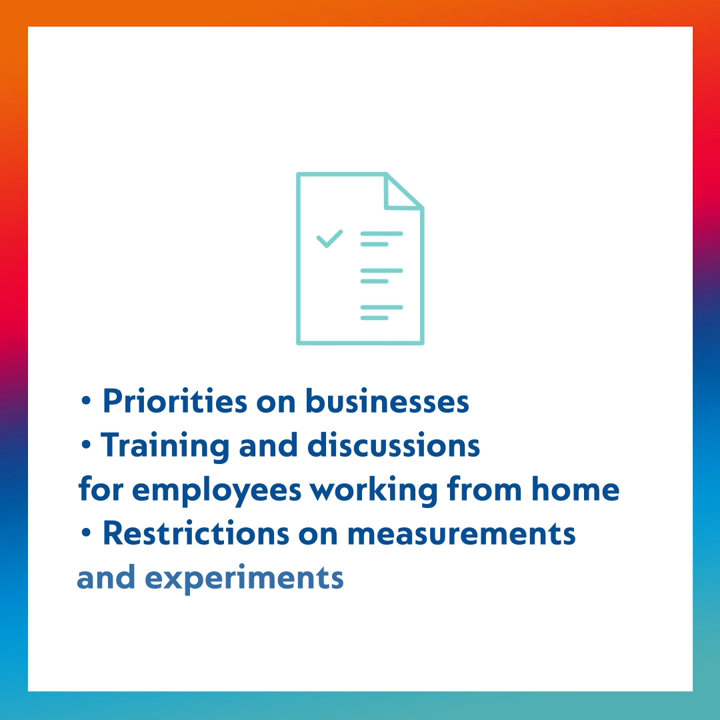 • Priorities on businesses
• Training and discussions
for employees working from home
• Restrictions on measurements
and experiments